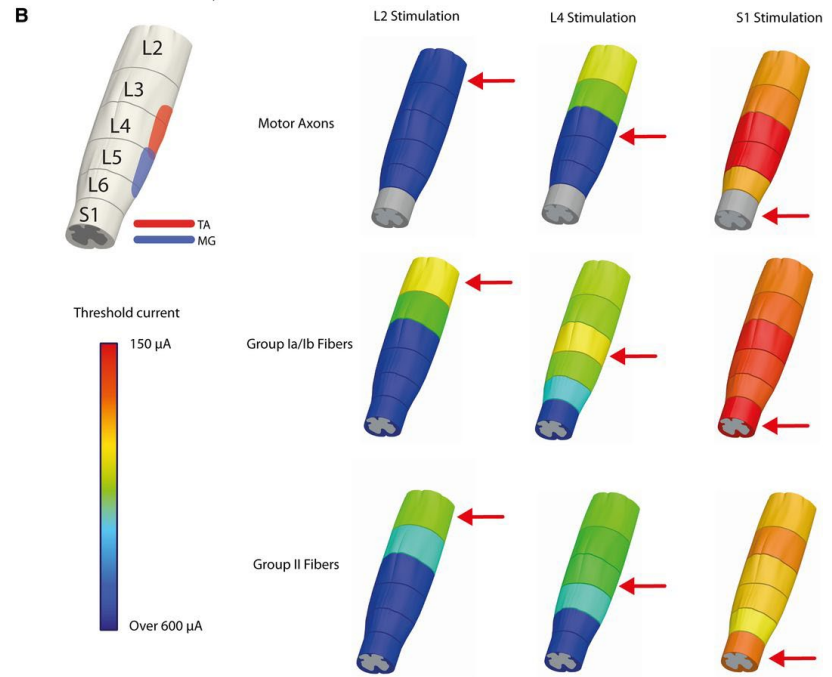 B
L2 Stimulation
L4 Stimulation
S1 Stimulation
L2
L3
L4
L5
L6
S1
TA
MG
Motor Axons
Threshold current
150 µA
Over 600 µA
Group Ia/Ib Fibers
Group II Fibers